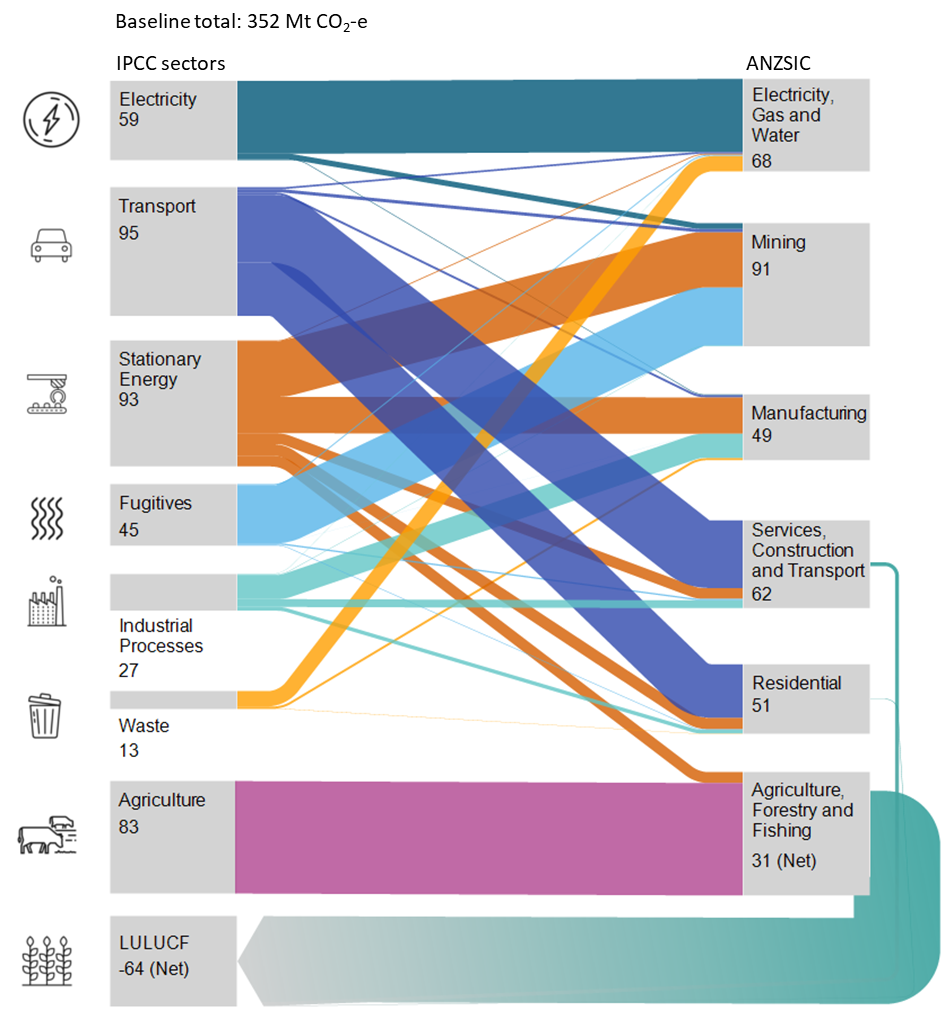 Baseline total: 352 Mt CO₂-e
IPCC sectors
ANZSIC
Electricity
59
Transport
95
Stationary
Energy
93
Fugitives
45
Industrial
Processes
27
Waste
13
Agriculture
83
LULUCF
-64 (Net)
Electricity,
Gas and
Water
68
Mining
91
Manufacturing
49
Services,
Construction
and Transport
62
Residential
51
Agriculture,
Forestry and
Fishing
31 (Net)